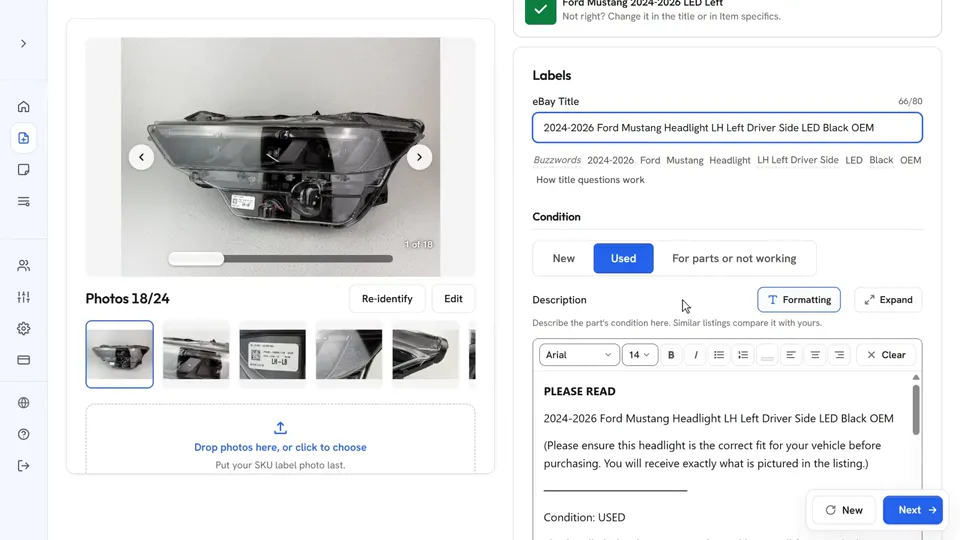 Ford Mustang 2024-2026 LED Left
Not right? Change it in the title or in Item specifics.
Labels
eBay Title
66/80
2024-2026 Ford Mustang Headlight LH Left Driver Side LED Black OEM
Buzzwords 2024-2026 Ford Mustang Headlight LH Left Driver Side LED Black OEM
How title questions work
Condition
New
Used
For parts or not working
Description
Formatting
Expand
Describe the part's condition here. Similar listings compare it with yours.
Arial
14
B
I
Clear
PLEASE READ
2024-2026 Ford Mustang Headlight LH Left Driver Side LED Black OEM
(Please ensure this headlight is the correct fit for your vehicle before
purchasing. You will receive exactly what is pictured in the listing.)
Condition: USED
New
Next
1 of 18
Photos 18/24
Re-identify
Edit
LH-LB
Drop photos here, or click to choose
Put your SKU label photo last.